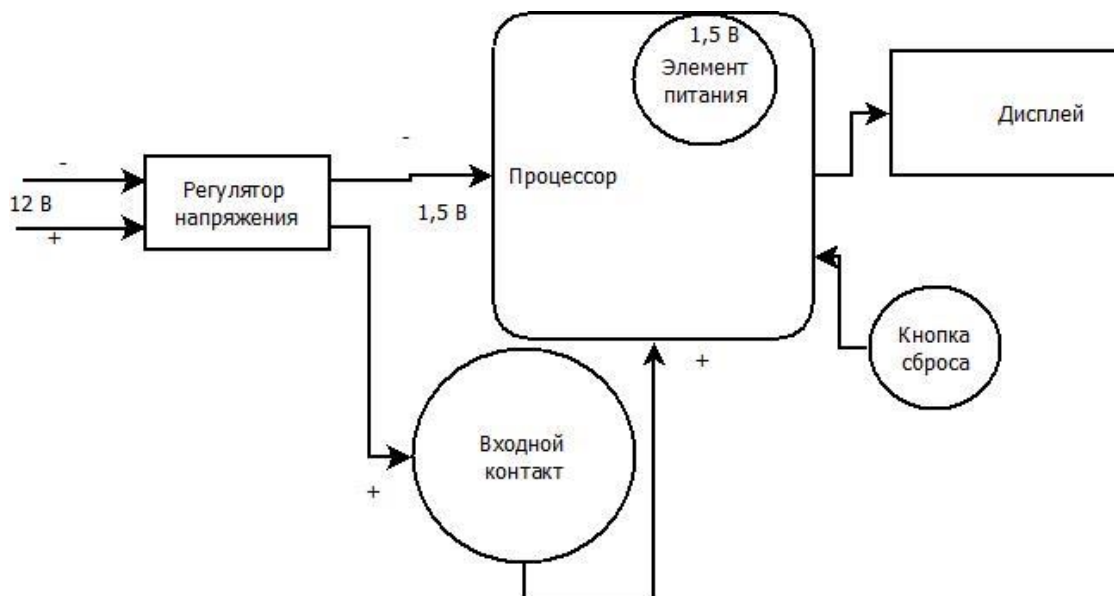 1,5 В
Элемент
питания
Дисплей
-
-
Процессор
12 В
Регулятор
напряжения
1,5 В
+
Кнопка
сброса
+
Входной
контакт
+